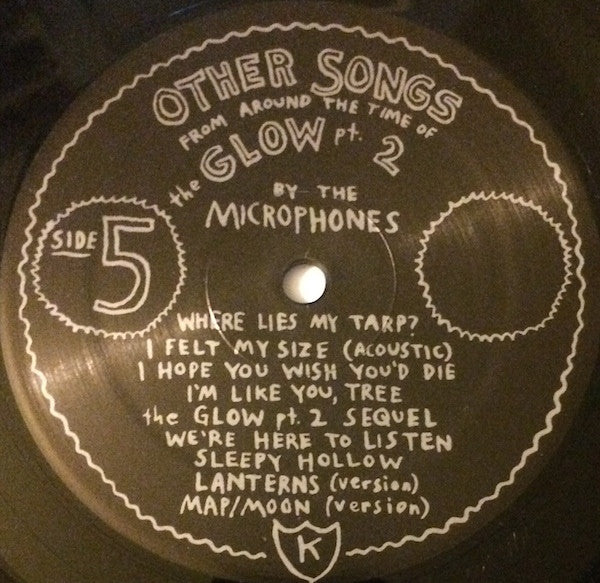 OTHER SONGS
FROM AROUND THE TIME OF
the GLOW pt. 2
BY THE
MICROPHONES
SIDE 5
WHERE LIES MY TARP?
I FELT MY SIZE (ACOUSTIC)
I HOPE YOU WISH YOU'D DIE
I'M LIKE YOU, TREE
the GLOW pt. 2 SEQUEL
WE'RE HERE TO LISTEN
SLEEPY HOLLOW
LANTERNS (version)
MAP/MOON (version)
K